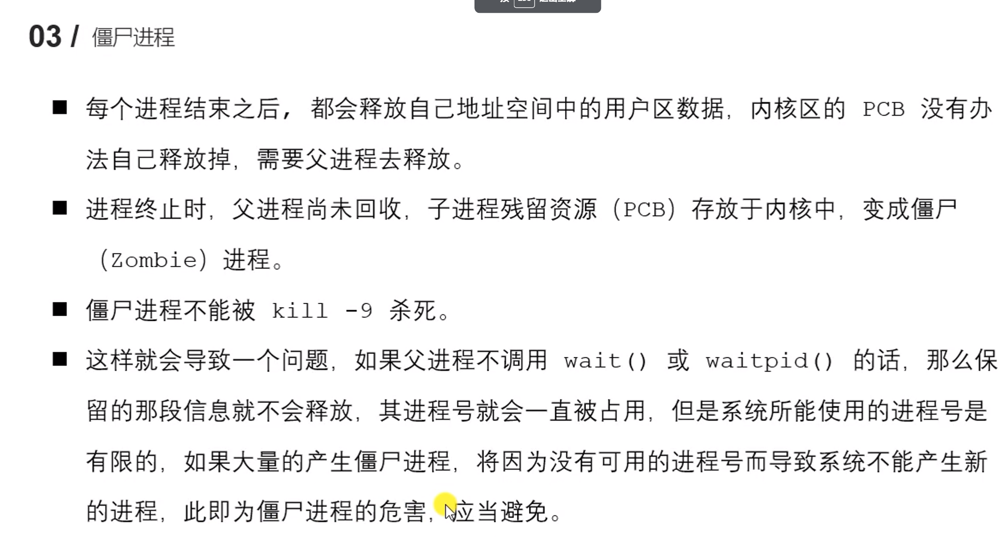 03 / 僵尸进程
每个进程结束之后, 都会释放自己地址空间中的用户区数据，内核区的 PCB 没有办
法自己释放掉，需要父进程去释放。
进程终止时，父进程尚未回收，子进程残留资源（PCB）存放于内核中，变成僵尸
（Zombie）进程。
僵尸进程不能被 kill -9 杀死。
这样就会导致一个问题，如果父进程不调用 wait() 或 waitpid() 的话，那么保
留的那段信息就不会释放，其进程号就会一直被占用，但是系统所能使用的进程号是
有限的，如果大量的产生僵尸进程，将因为没有可用的进程号而导致系统不能产生新
的进程，此即为僵尸进程的危害，应当避免。